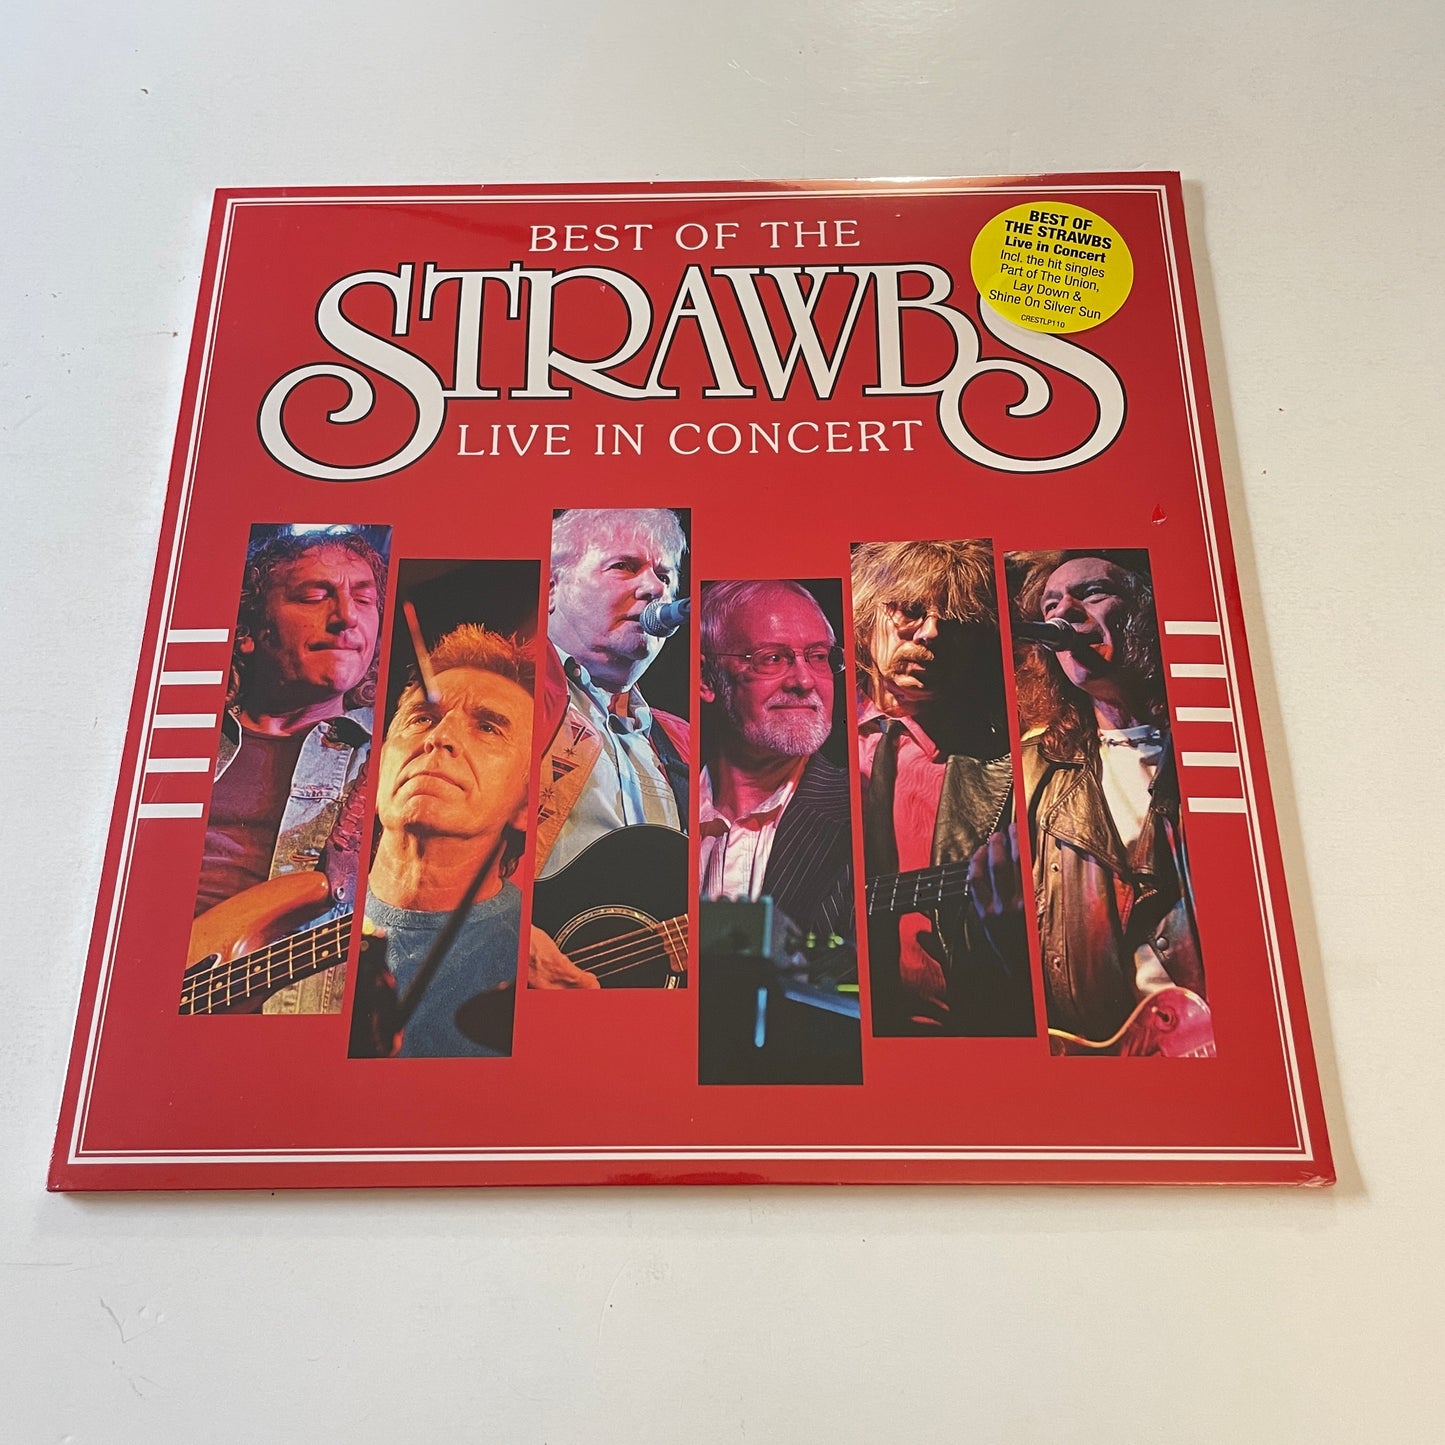 BEST OF THE
STRAWBS
LIVE IN CONCERT
BEST OF
THE STRAWBS
Live in Concert
Incl. the hit singles
Part of The Union,
Lay Down &
Shine On Silver Sun
CRESTLP110